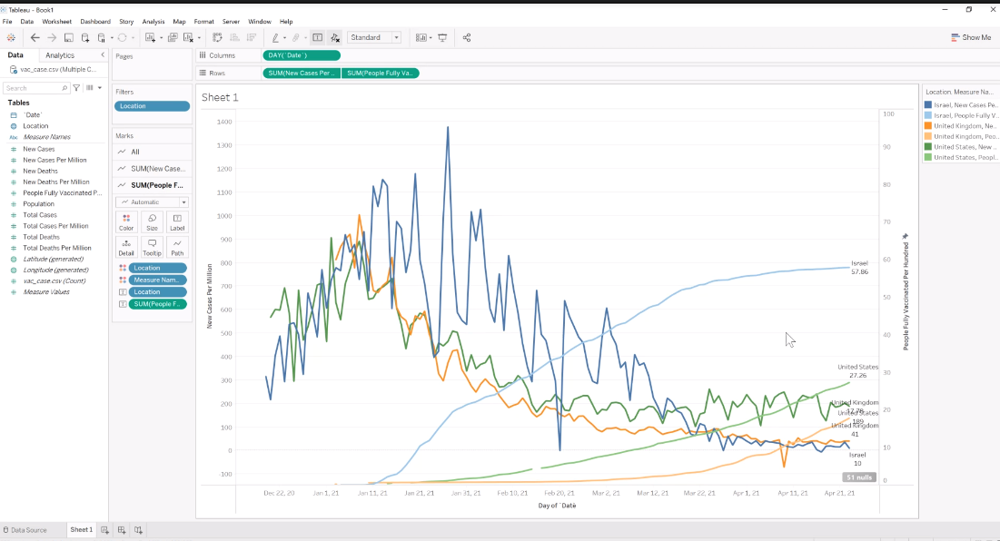 Tableau - Book1
File Data Worksheet Dashboard Story Analysis Map Format Server Window Help
Standard
Show Me
Data Analytics
vac_case.csv (Multiple C...
Search
Tables
`Date`
Location
Abc Measure Names
New Cases
New Cases Per Million
New Deaths
New Deaths Per Million
People Fully Vaccinated P...
Population
Total Cases
Total Cases Per Million
Total Deaths
Total Deaths Per Million
Latitude (generated)
Longitude (generated)
vac_case.csv (Count)
Measure Values
Pages
Filters
Location
Marks
All
SUM(New Case...
SUM(People F...
Automatic
Color Size Label
Detail Tooltip Path
Location
Measure Nam..
Location
SUM(People F..
Columns DAY(`Date`)
Rows SUM(New Cases Per .. SUM(People Fully Va..
Sheet 1
1400
1300
1200
1100
1000
900
800
700
600
500
400
300
200
100
0
100
New Cases Per Million
100
90
80
70
60
50
40
30
20
10
0
People Fully Vaccinated Per Hundred
Israel
57.86
United States
27.26
United Kingdom
17.76
United States
189
United Kingdom
41
Israel
10
51 nulls
Dec 22, 20 Jan 1, 21 Jan 11, 21 Jan 21, 21 Jan 31, 21 Feb 10, 21 Feb 20, 21 Mar 2, 21 Mar 12, 21 Mar 22, 21 Apr 1, 21 Apr 11, 21 Apr 21, 21
Day of `Date`
Location, Measure Na...
Israel, New Cases Pe..
Israel, People Fully V..
United Kingdom, Ne..
United Kingdom, Peo..
United States, New ..
United States, Peopl..
Data Source Sheet 1